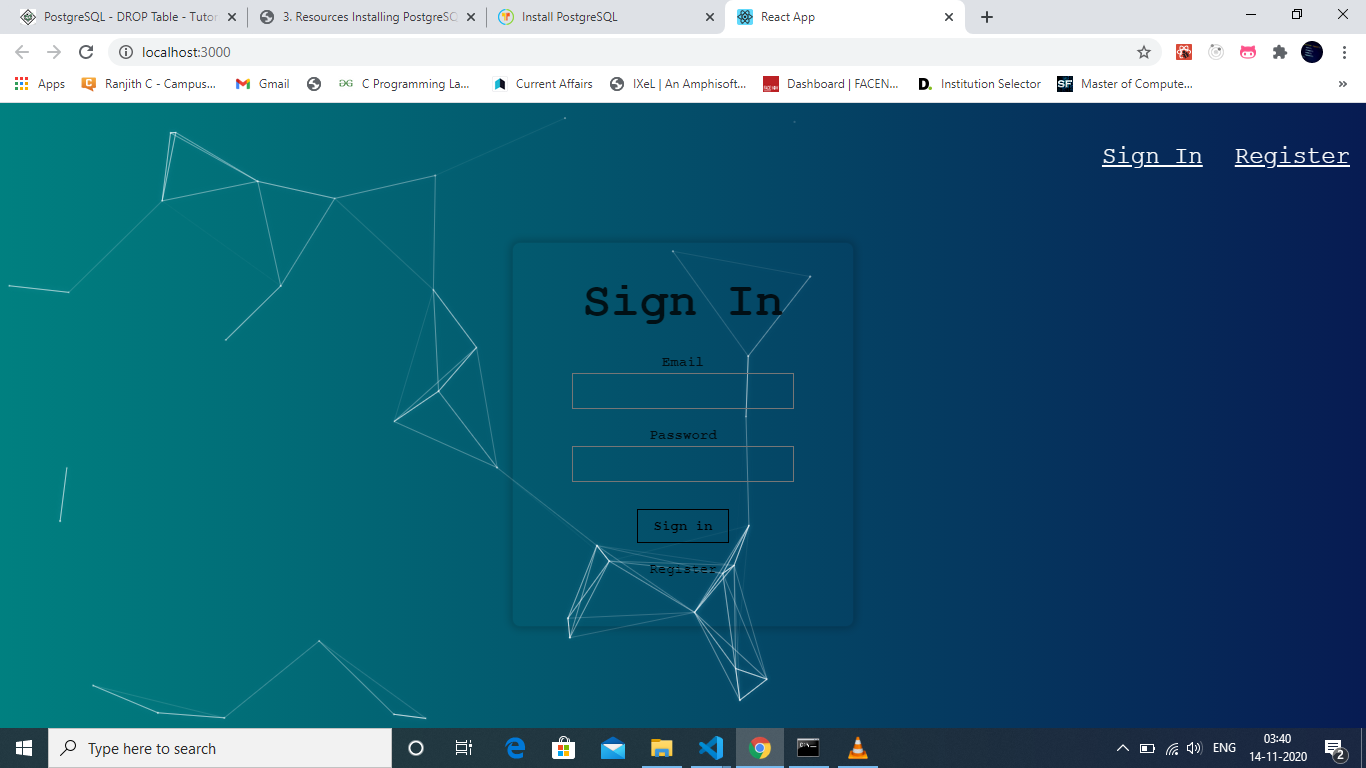 PostgreSQL - DROP Table - Tutor
3. Resources Installing PostgreSQ
Install PostgreSQL
React App
localhost:3000
Apps
Ranjith C - Campus...
Gmail
C Programming La...
Current Affairs
IXeL | An Amphisoft...
Dashboard | FACEN...
Institution Selector
Master of Compute...
»
Sign In
Register
Sign In
Email
Password
Sign in
Register
Type here to search
ENG
03:40
14-11-2020
2